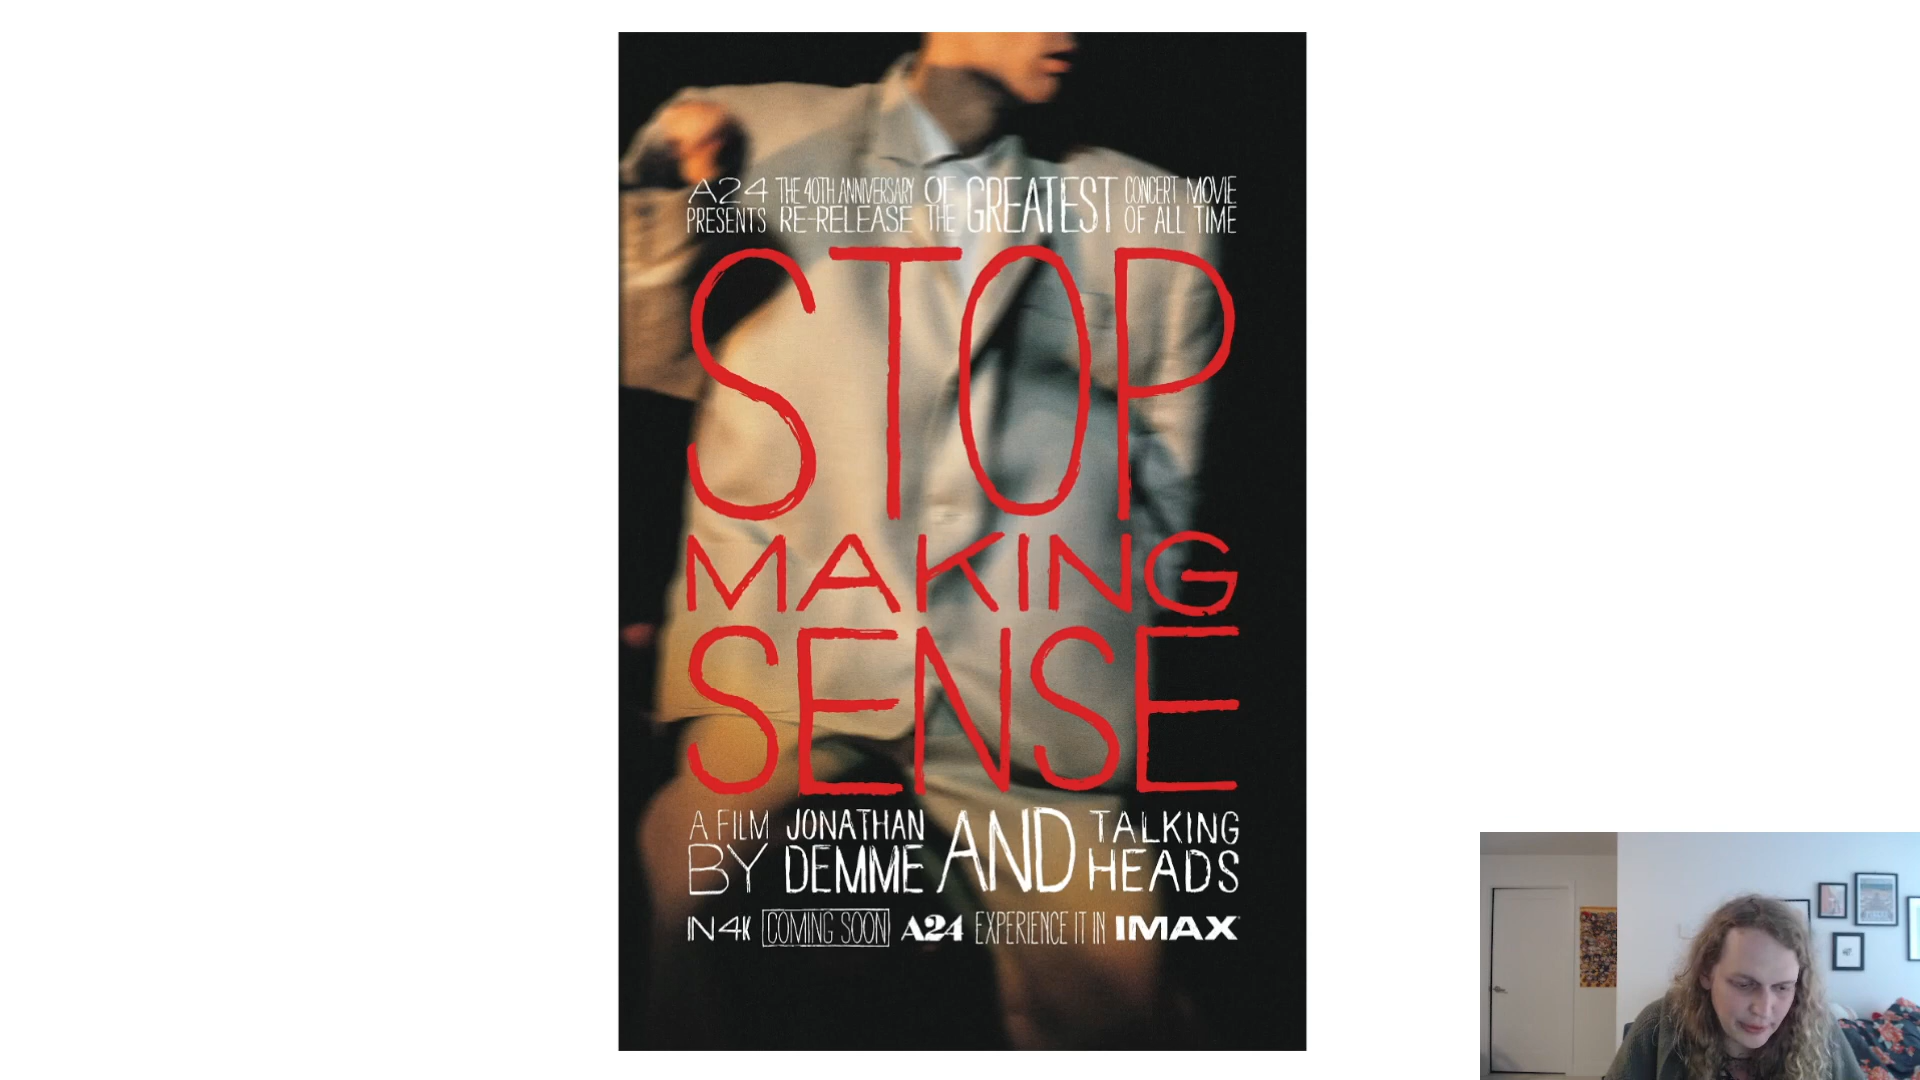 A24 PRESENTS THE 40TH ANNIVERSARY RE-RELEASE OF THE GREATEST CONCERT MOVIE OF ALL TIME
STOP
MAKING
SENSE
A FILM BY JONATHAN DEMME AND TALKING HEADS
IN 4K COMING SOON A24 EXPERIENCE IT IN IMAX